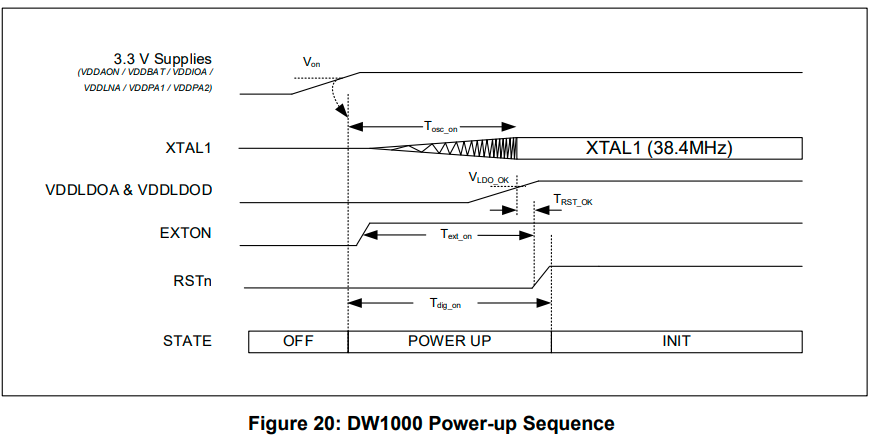 3.3 V Supplies
(VDDAON / VDDBAT / VDDIOA /
VDDLNA / VDDPA1 / VDDPA2)
Von
Tosc_on
XTAL1
XTAL1 (38.4MHz)
VDDLDOA & VDDLDOD
VLDO_OK
TRST_OK
EXTON
Text_on
RSTn
Tdig_on
STATE
OFF
POWER UP
INIT
Figure 20: DW1000 Power-up Sequence